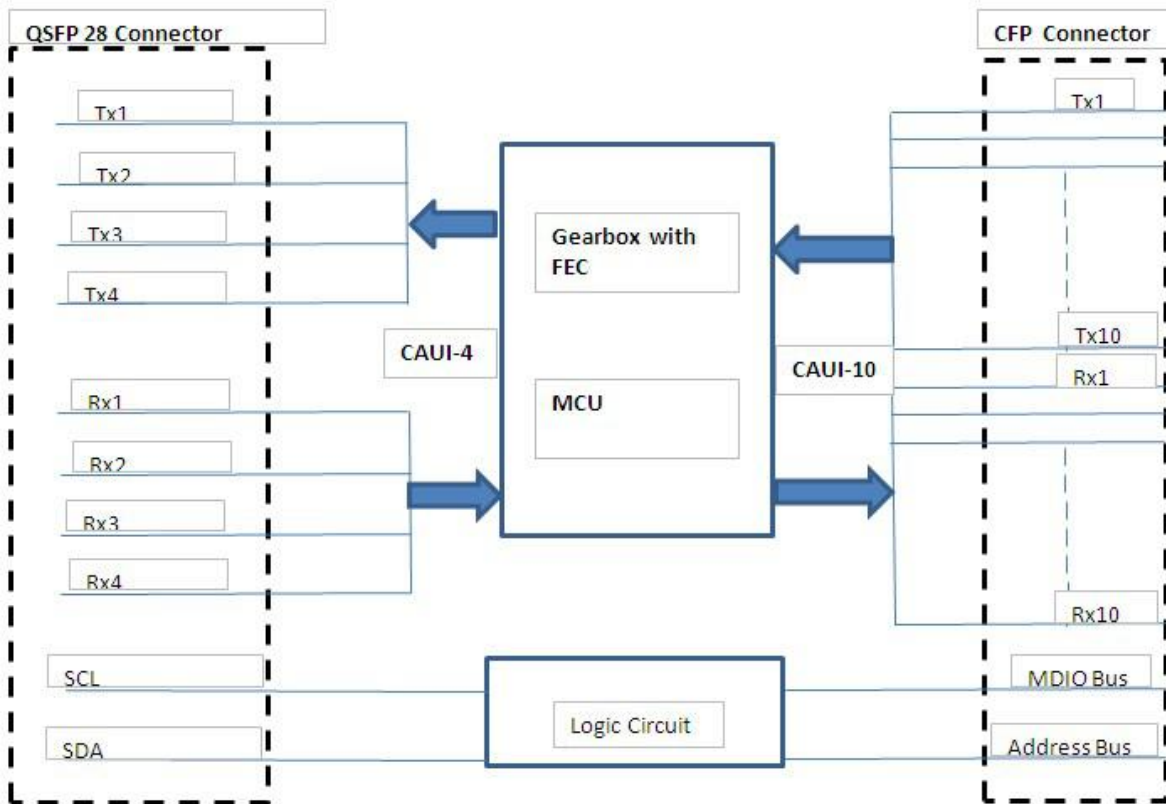 QSFP 28 Connector
CFP Connector
Tx1
Tx2
Tx3
Tx4
Rx1
Rx2
Rx3
Rx4
SCL
SDA
CAUI-4
Gearbox with
FEC
MCU
CAUI-10
Logic Circuit
Tx1
Tx10
Rx1
Rx10
MDIO Bus
Address Bus